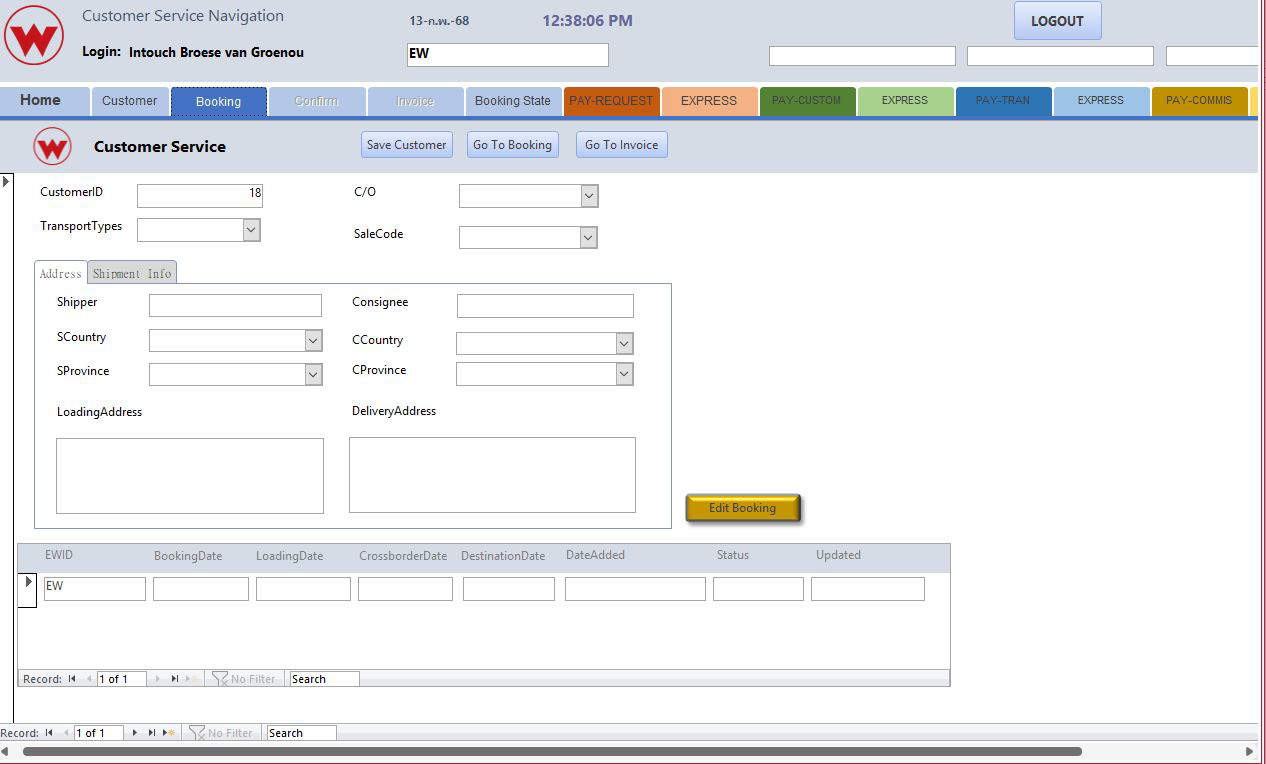 Customer Service Navigation
13-ก.พ.-68
12:38:06 PM
LOGOUT
Login: Intouch Broese van Groenou
EW
Home Customer Booking Confirm Invoice Booking State PAY-REQUEST EXPRESS PAY-CUSTOM EXPRESS PAY-TRAN EXPRESS PAY-COMMIS
W
Customer Service
Save Customer
Go To Booking
Go To Invoice
CustomerID 18
C/O
TransportTypes
SaleCode
Address Shipment Info
Shipper
Consignee
SCountry
CCountry
SProvince
CProvince
LoadingAddress
DeliveryAddress
Edit Booking
EWID BookingDate LoadingDate CrossborderDate DestinationDate DateAdded Status Updated
EW
Record: 1 of 1 No Filter Search
Record: 1 of 1 No Filter Search